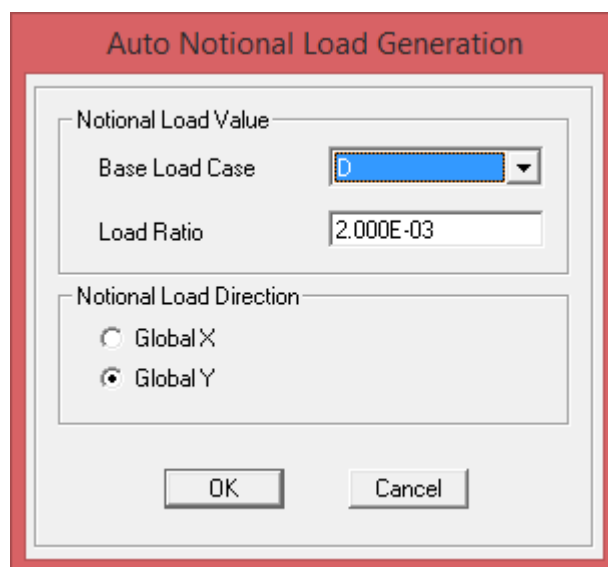 Auto Notional Load Generation
Notional Load Value
Base Load Case D
Load Ratio 2.000E-03
Notional Load Direction
Global X
Global Y
OK Cancel